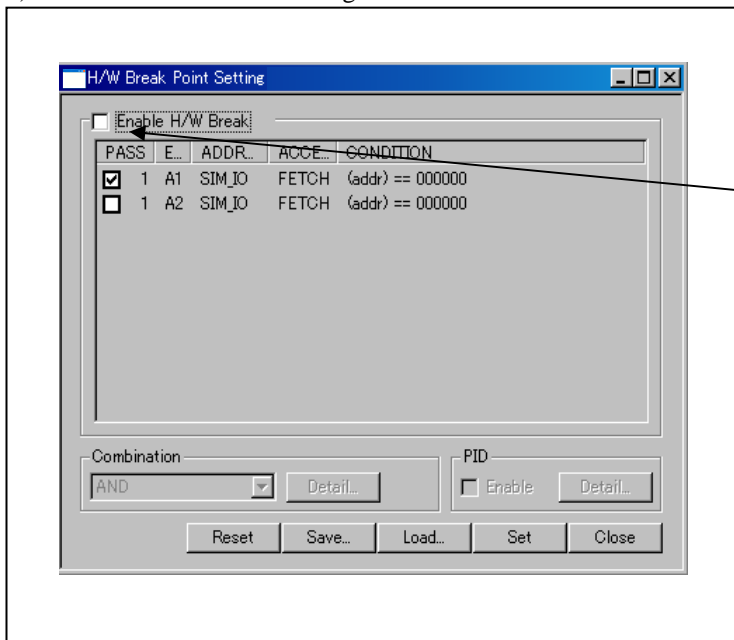 H/W Break Point Setting
Enable H/W Break
PASS E... ADDR... ACCE... CONDITION
1 A1 SIM_IO FETCH (addr) == 000000
1 A2 SIM_IO FETCH (addr) == 000000
Combination
AND Detail...
PID
Enable Detail...
Reset Save... Load... Set Close